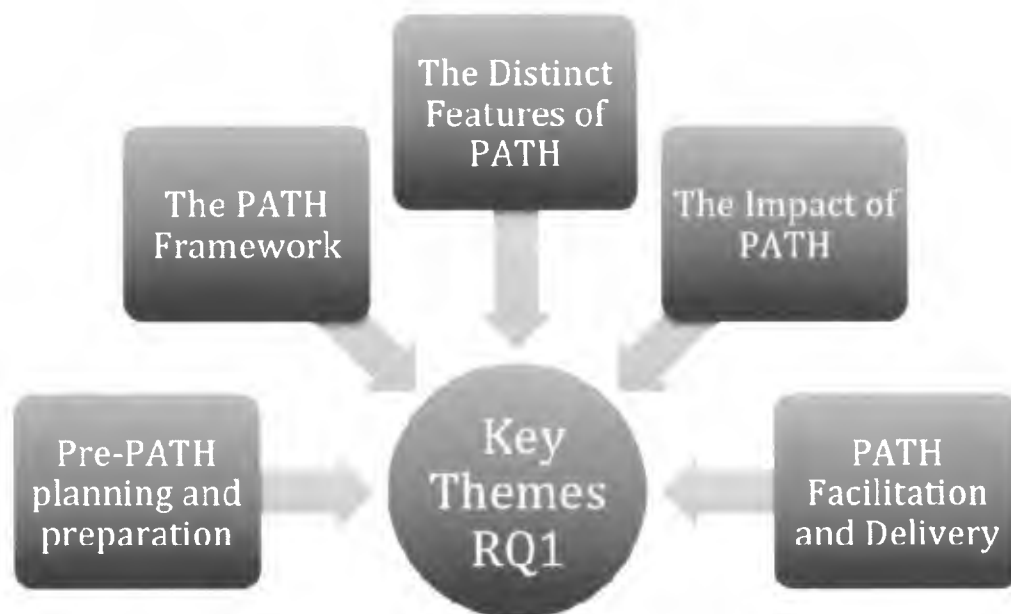 The Distinct
Features of
PATH
The PATH
Framework
The Impact of
PATH
Pre-PATH
planning and
preparation
Key
Themes
RQ1
PATH
Facilitation
and Delivery